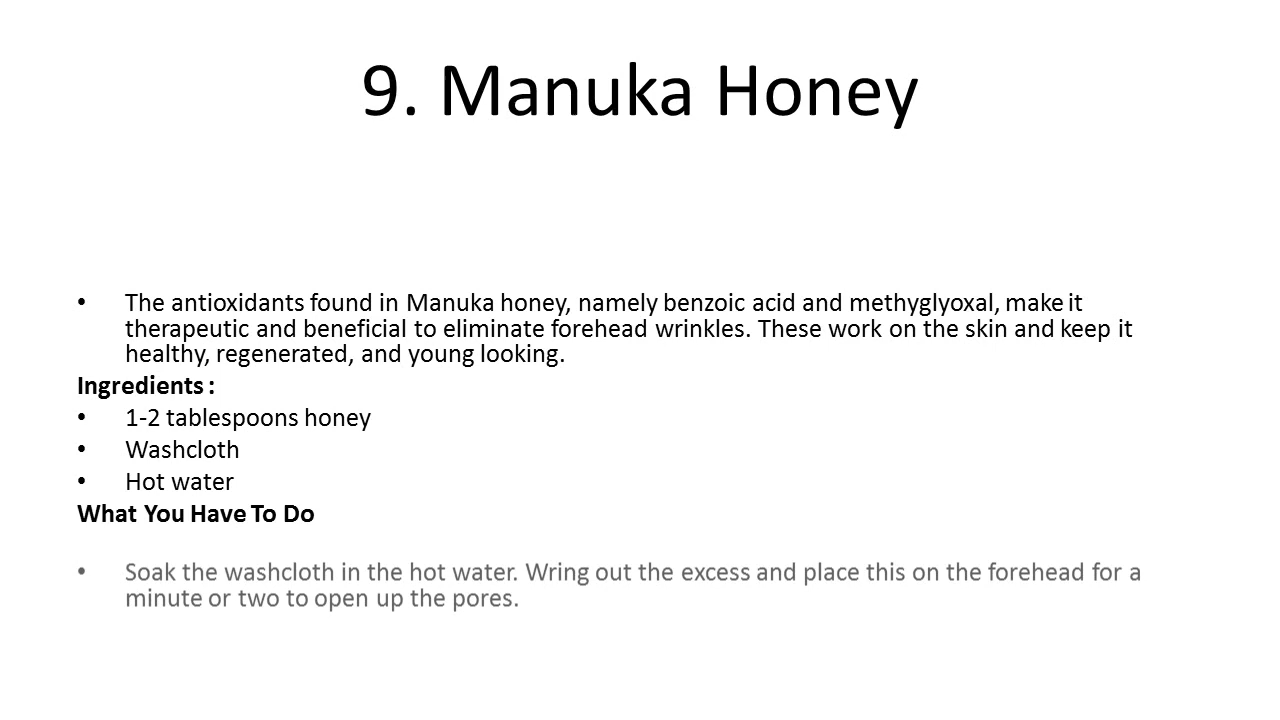 9. Manuka Honey
• The antioxidants found in Manuka honey, namely benzoic acid and methyglyoxal, make it
therapeutic and beneficial to eliminate forehead wrinkles. These work on the skin and keep it
healthy, regenerated, and young looking.
Ingredients :
• 1-2 tablespoons honey
• Washcloth
• Hot water
What You Have To Do
• Soak the washcloth in the hot water. Wring out the excess and place this on the forehead for a
minute or two to open up the pores.